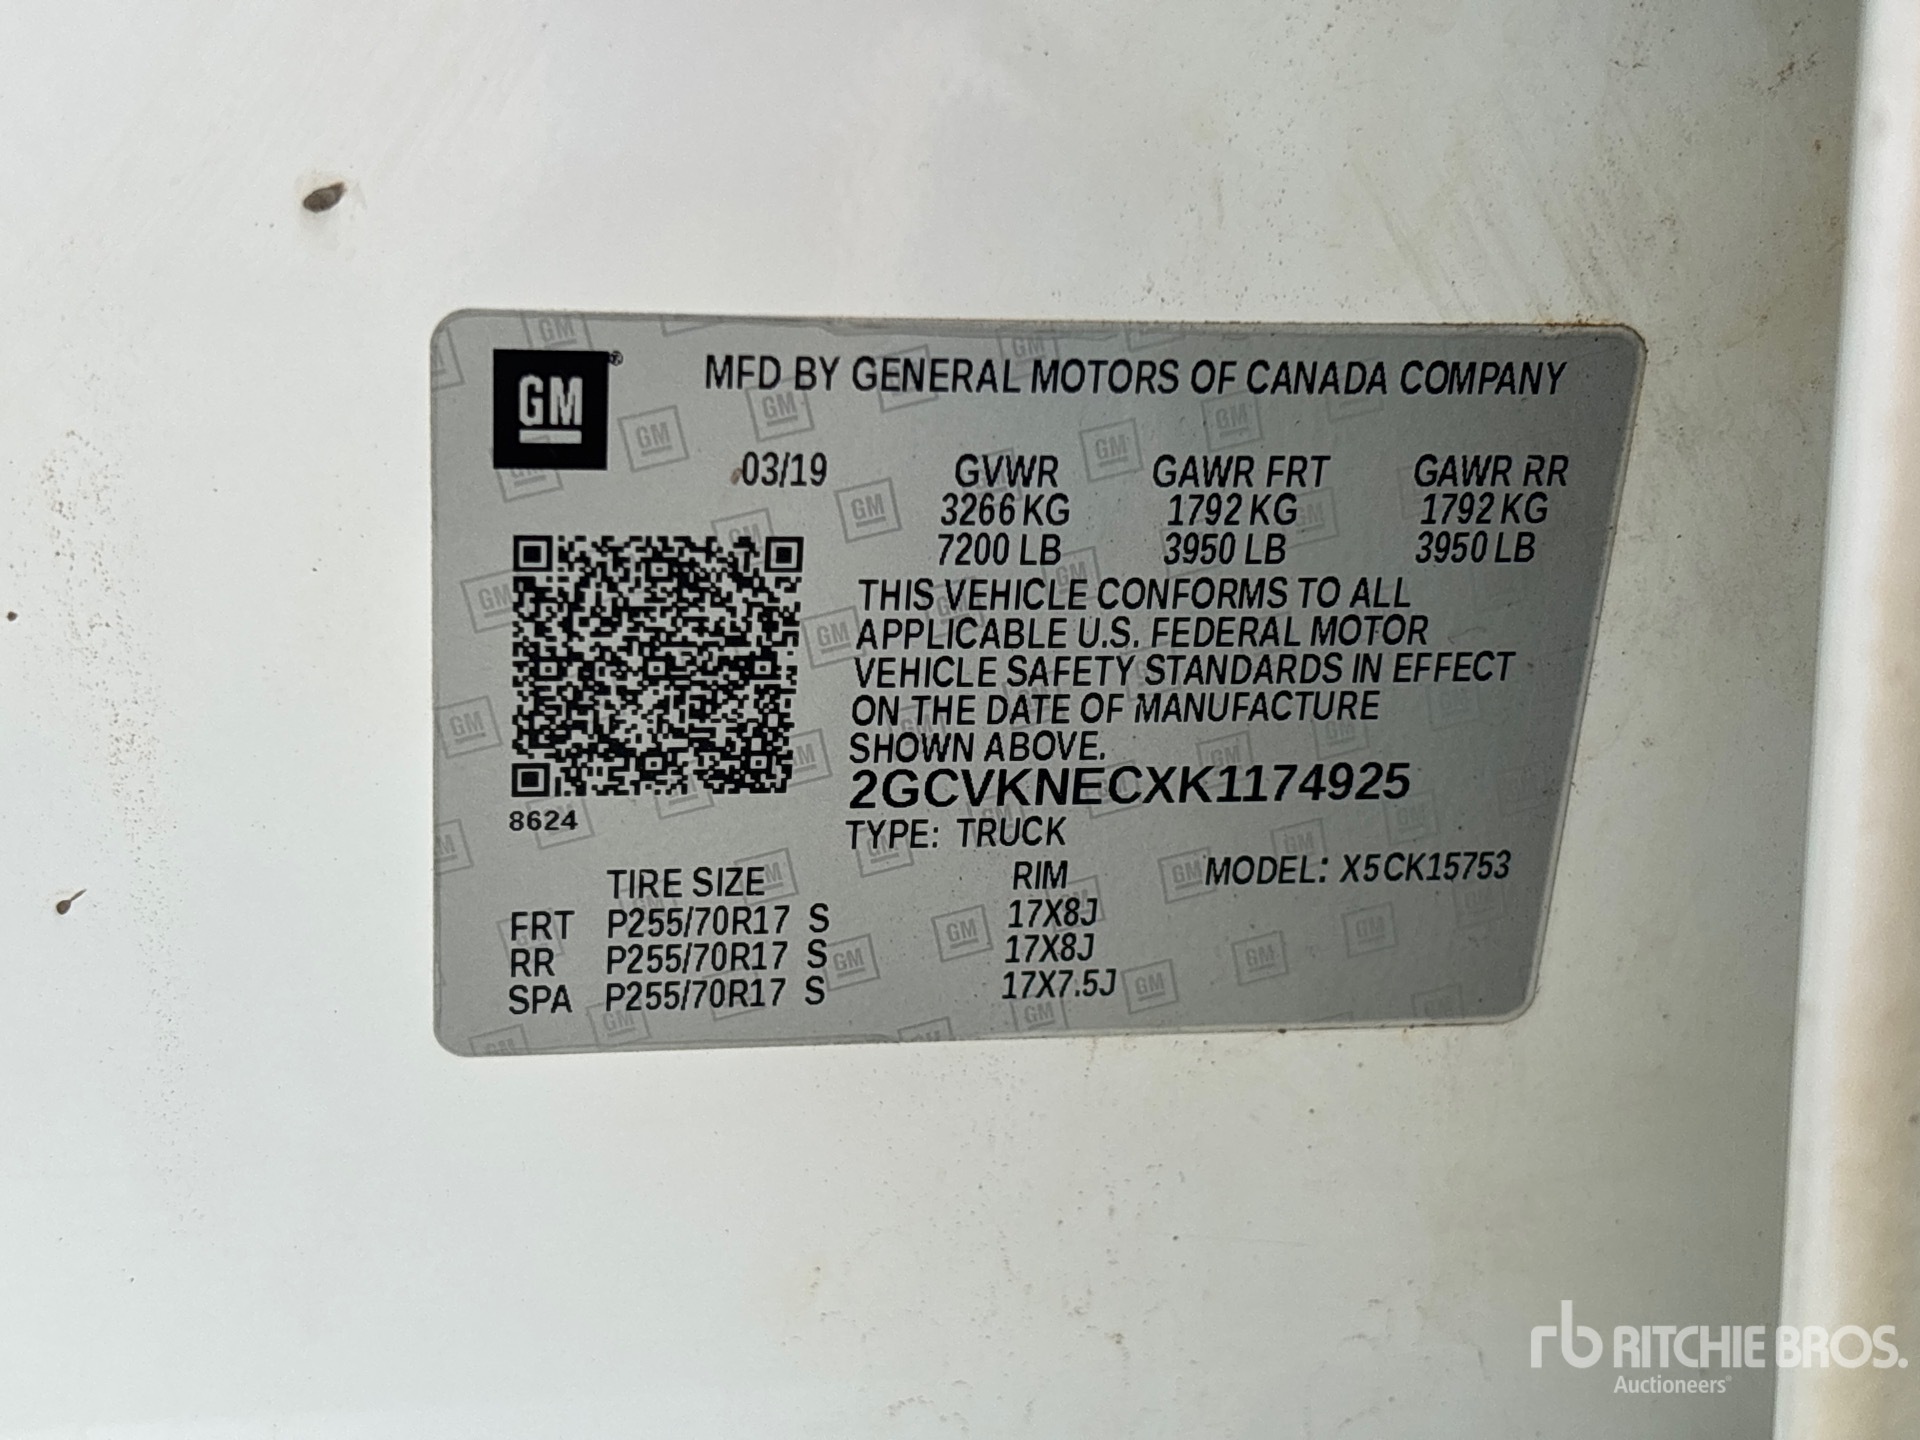 GM
MFD BY GENERAL MOTORS OF CANADA COMPANY
03/19 GVWR GAWR FRT GAWR RR
3266 KG 1792 KG 1792 KG
7200 LB 3950 LB 3950 LB
THIS VEHICLE CONFORMS TO ALL
APPLICABLE U.S. FEDERAL MOTOR
VEHICLE SAFETY STANDARDS IN EFFECT
ON THE DATE OF MANUFACTURE
SHOWN ABOVE.
2GCVKNECXK1174925
8624
TYPE: TRUCK
TIRE SIZE RIM MODEL: X5CK15753
FRT P255/70R17 S 17X8J
RR P255/70R17 S 17X8J
SPA P255/70R17 S 17X7.5J
rb RITCHIE BROS.
Auctioneers